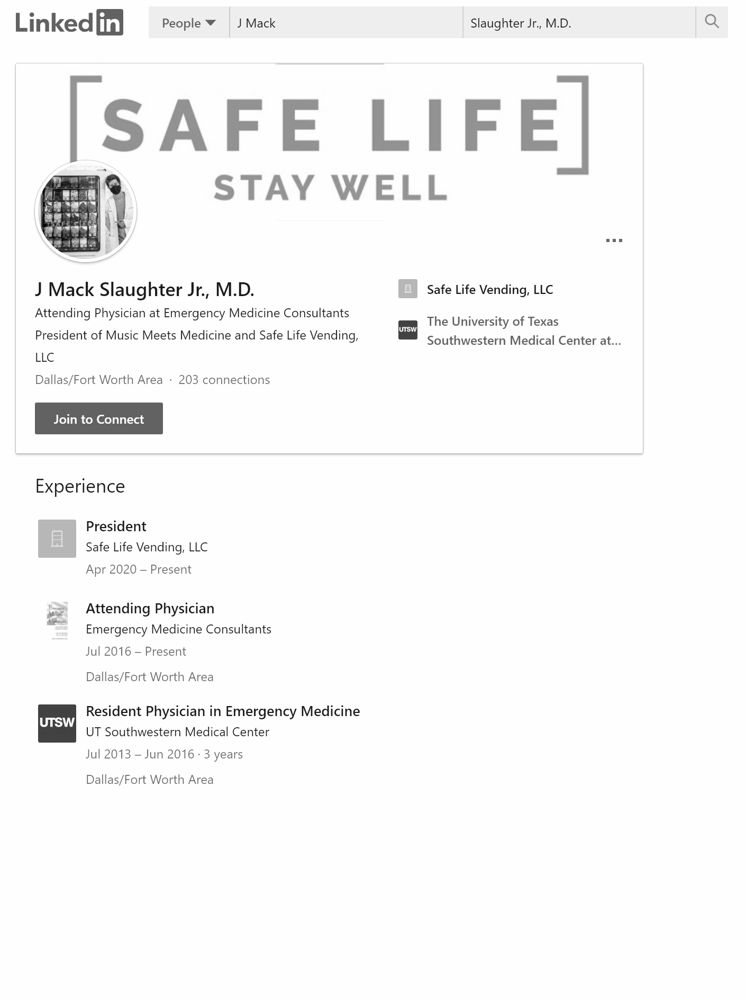 Linked in
People
J Mack
Slaughter Jr., M.D.
[SAFE LIFE]
STAY WELL
J Mack Slaughter Jr., M.D.
Attending Physician at Emergency Medicine Consultants
President of Music Meets Medicine and Safe Life Vending,
LLC
Dallas/Fort Worth Area · 203 connections
Join to Connect
Safe Life Vending, LLC
UTSW
The University of Texas
Southwestern Medical Center at...
Experience
President
Safe Life Vending, LLC
Apr 2020 – Present
Attending Physician
Emergency Medicine Consultants
Jul 2016 – Present
Dallas/Fort Worth Area
UTSW
Resident Physician in Emergency Medicine
UT Southwestern Medical Center
Jul 2013 – Jun 2016 · 3 years
Dallas/Fort Worth Area